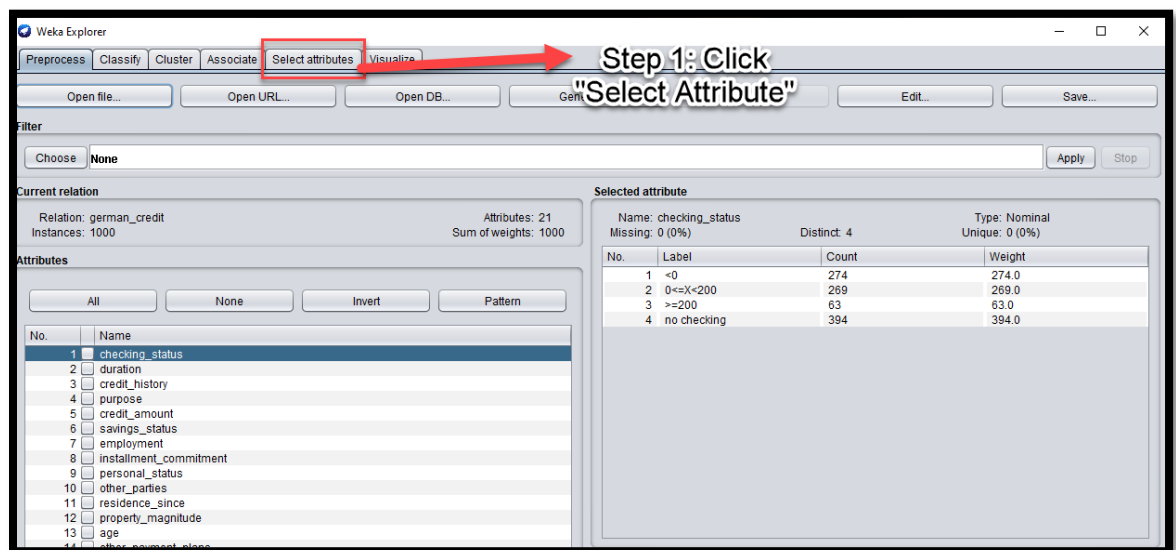 Weka Explorer
Preprocess Classify Cluster Associate Select attributes Visualize
Step 1: Click
"Select Attribute"
Open file... Open URL... Open DB... Edit... Save...
Filter
Choose None Apply Stop
Current relation
Relation: german_credit Attributes: 21
Instances: 1000 Sum of weights: 1000
Selected attribute
Name: checking_status Type: Nominal
Missing: 0 (0%) Distinct: 4 Unique: 0 (0%)
No. Label Count Weight
1 <0 274 274.0
2 0<=X<200 269 269.0
3 >=200 63 63.0
4 no checking 394 394.0
Attributes
All None Invert Pattern
No. Name
1 checking_status
2 duration
3 credit_history
4 purpose
5 credit_amount
6 savings_status
7 employment
8 installment_commitment
9 personal_status
10 other_parties
11 residence_since
12 property_magnitude
13 age
14 other_payment_plans